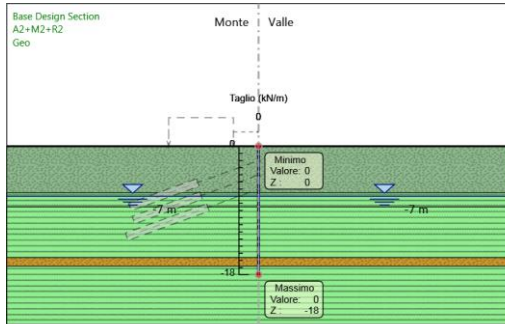 Base Design Section
A2+M2+R2
Geo
Monte
Valle
Taglio (kN/m)
0
0
Minimo
Valore: 0
Z : 0
-7 m
-7 m
-18
Massimo
Valore: 0
Z : -18